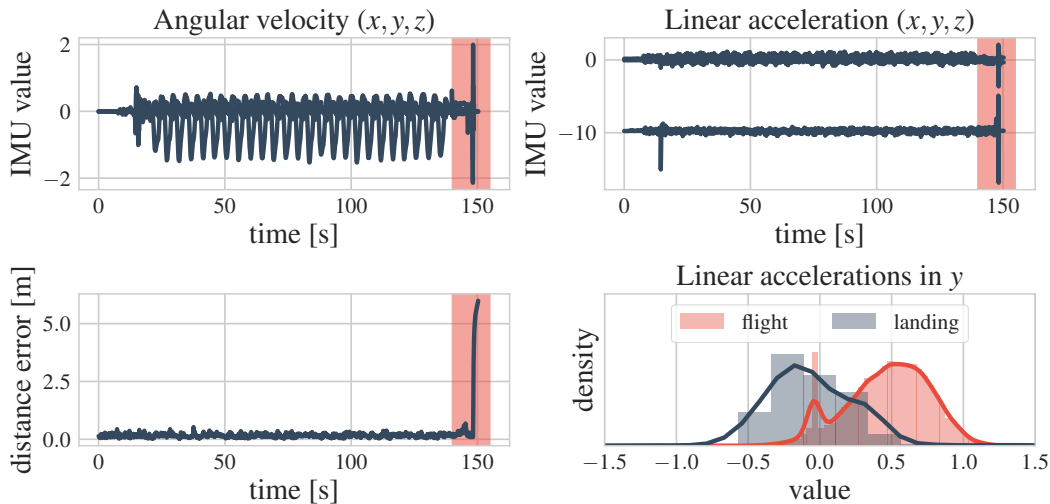 Angular velocity (x, y, z)
IMU value
2
0
−2
0
50
100
150
time [s]
Linear acceleration (x, y, z)
IMU value
0
−10
0
50
100
150
time [s]
distance error [m]
5.0
2.5
0.0
0
50
100
150
time [s]
Linear accelerations in y
flight
landing
density
−1.5
−1.0
−0.5
0.0
0.5
1.0
1.5
value